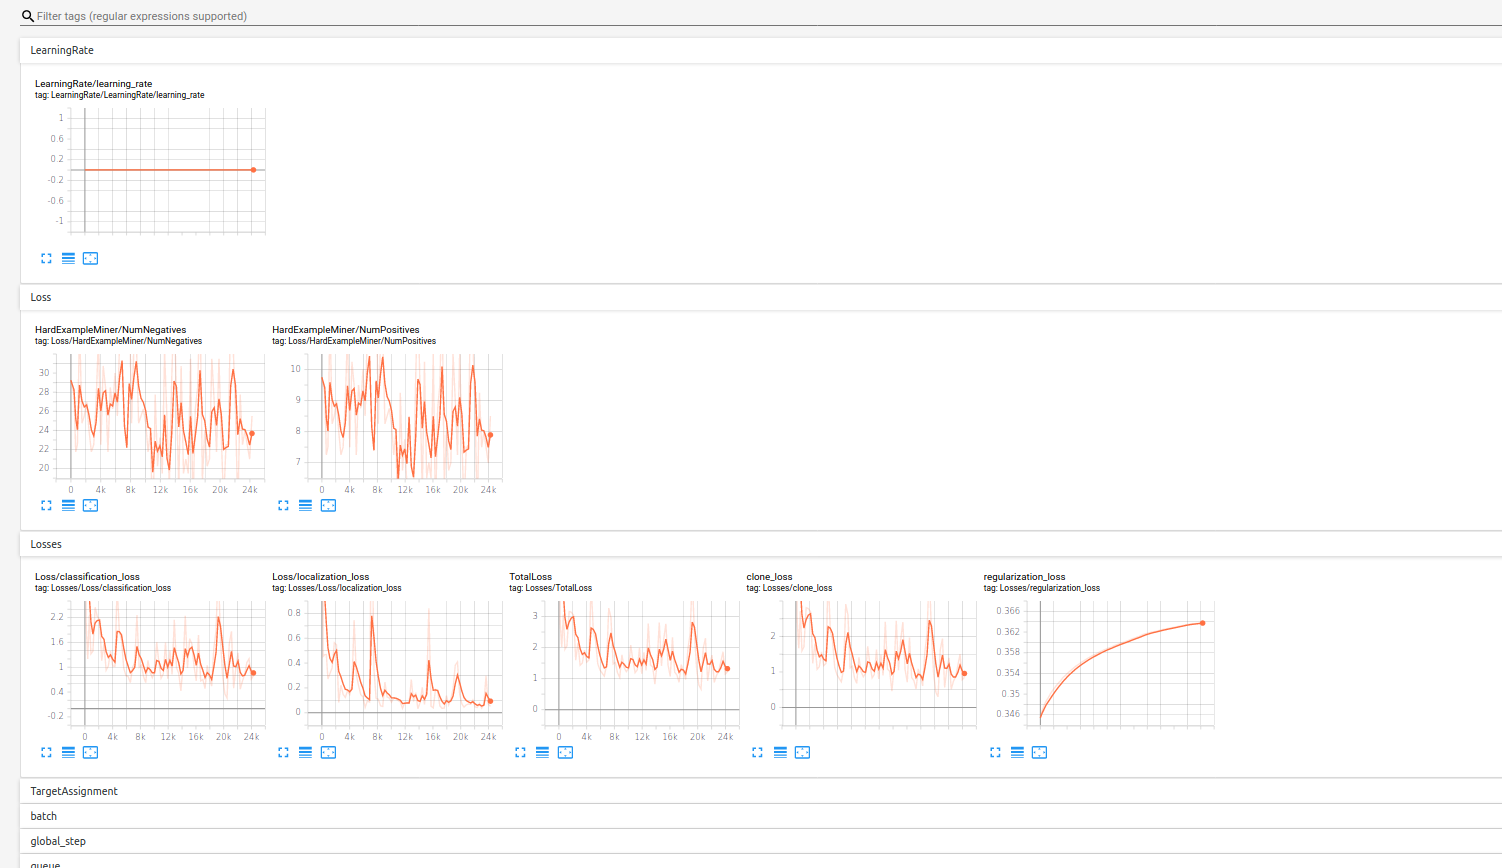 Filter tags (regular expressions supported)
LearningRate
LearningRate/learning_rate
tag: LearningRate/LearningRate/learning_rate
1
0.6
0.2
-0.2
-0.6
-1
Loss
HardExampleMiner/NumNegatives
tag: Loss/HardExampleMiner/NumNegatives
30
28
26
24
22
20
0 4k 8k 12k 16k 20k 24k
HardExampleMiner/NumPositives
tag: Loss/HardExampleMiner/NumPositives
10
9
8
7
0 4k 8k 12k 16k 20k 24k
Losses
Loss/classification_loss
tag: Losses/Loss/classification_loss
2.2
1.6
1
0.4
-0.2
0 4k 8k 12k 16k 20k 24k
Loss/localization_loss
tag: Losses/Loss/localization_loss
0.8
0.6
0.4
0.2
0
0 4k 8k 12k 16k 20k 24k
TotalLoss
tag: Losses/TotalLoss
3
2
1
0
0 4k 8k 12k 16k 20k 24k
clone_loss
tag: Losses/clone_loss
2
1
0
regularization_loss
tag: Losses/regularization_loss
0.366
0.362
0.358
0.354
0.35
0.346
TargetAssignment
batch
global_step
queue